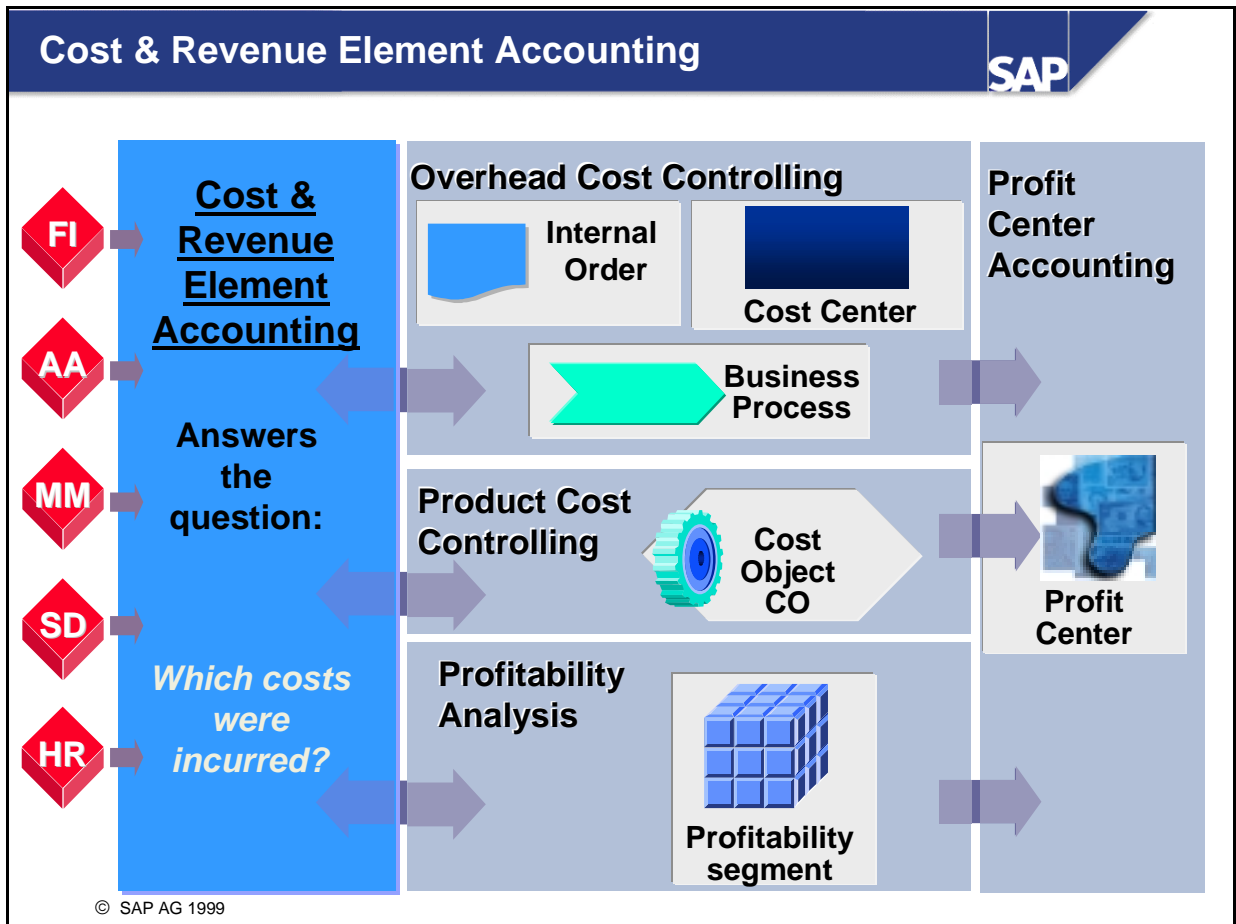 Cost & Revenue Element Accounting
SAP
FI
AA
MM
SD
HR
Cost &
Revenue
Element
Accounting
Answers
the
question:
Which costs
were
incurred?
Overhead Cost Controlling
Internal
Order
Cost Center
Business
Process
Product Cost
Controlling
Cost
Object
CO
Profitability
Analysis
Profitability
segment
Profit
Center
Accounting
Profit
Center
© SAP AG 1999